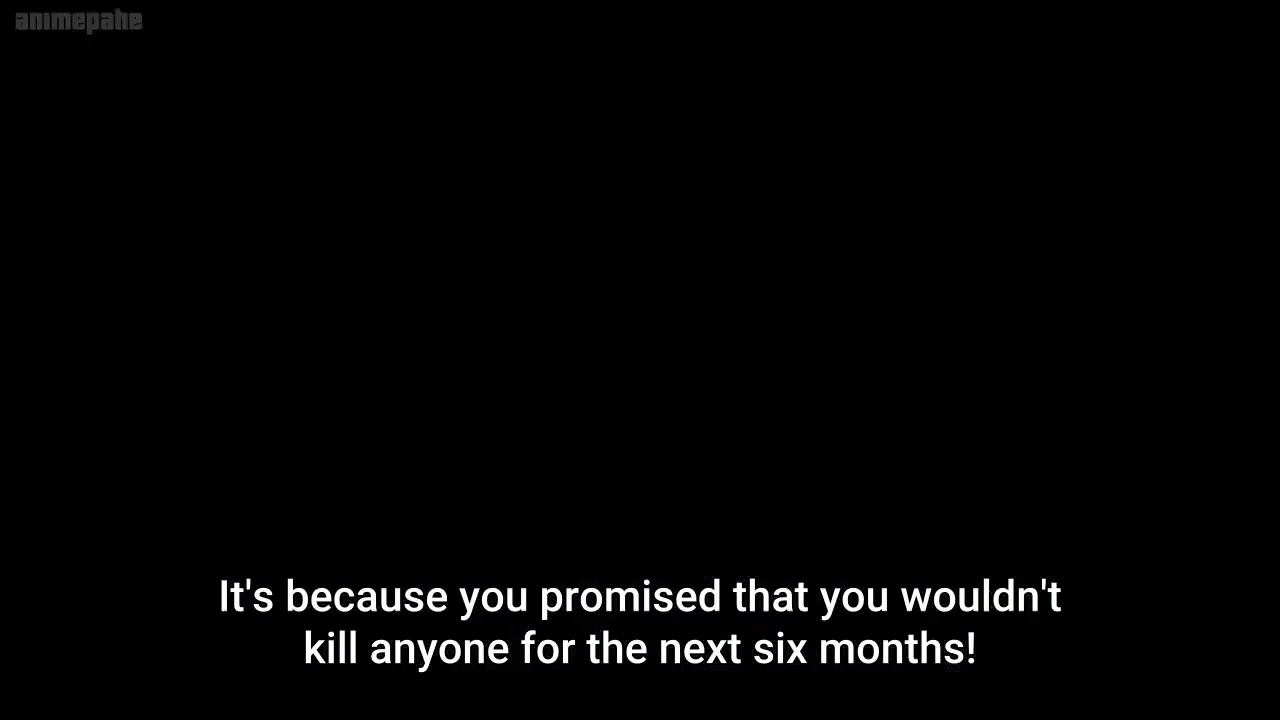 animepahe
It's because you promised that you wouldn't
kill anyone for the next six months!